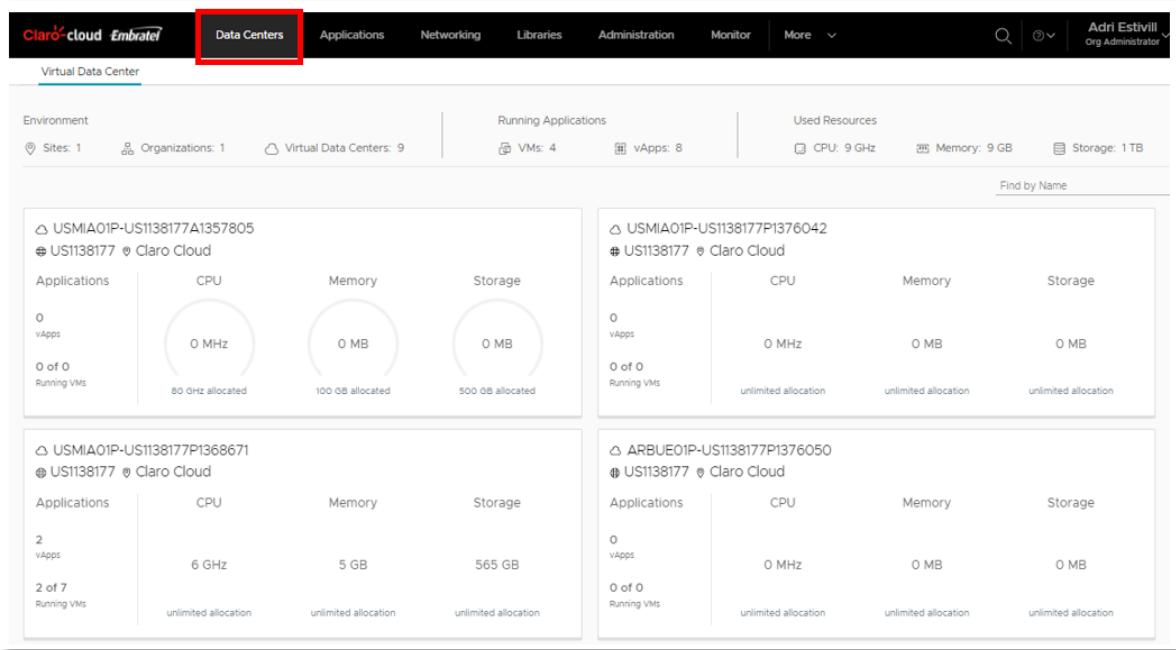 Claro-cloud Embratel Data Centers Applications Networking Libraries Administration Monitor More Adri Estivill
Org Administrator
Virtual Data Center
Environment Running Applications Used Resources
Sites: 1 Organizations: 1 Virtual Data Centers: 9 VMs: 4 vApps: 8 CPU: 9 GHz Memory: 9 GB Storage: 1 TB
Find by Name
USMIA01P-US1138177A1357805
US1138177 Claro Cloud
Applications CPU Memory Storage
0
vApps
0 MHz 0 MB 0 MB
0 of 0
Running VMs
80 GHz allocated 100 GB allocated 500 GB allocated
USMIA01P-US1138177P1376042
US1138177 Claro Cloud
Applications CPU Memory Storage
0
vApps
0 MHz 0 MB 0 MB
0 of 0
Running VMs
unlimited allocation unlimited allocation unlimited allocation
USMIA01P-US1138177P1368671
US1138177 Claro Cloud
Applications CPU Memory Storage
2
vApps
6 GHz 5 GB 565 GB
2 of 7
Running VMs
unlimited allocation unlimited allocation unlimited allocation
ARBUE01P-US1138177P1376050
US1138177 Claro Cloud
Applications CPU Memory Storage
0
vApps
0 MHz 0 MB 0 MB
0 of 0
Running VMs
unlimited allocation unlimited allocation unlimited allocation